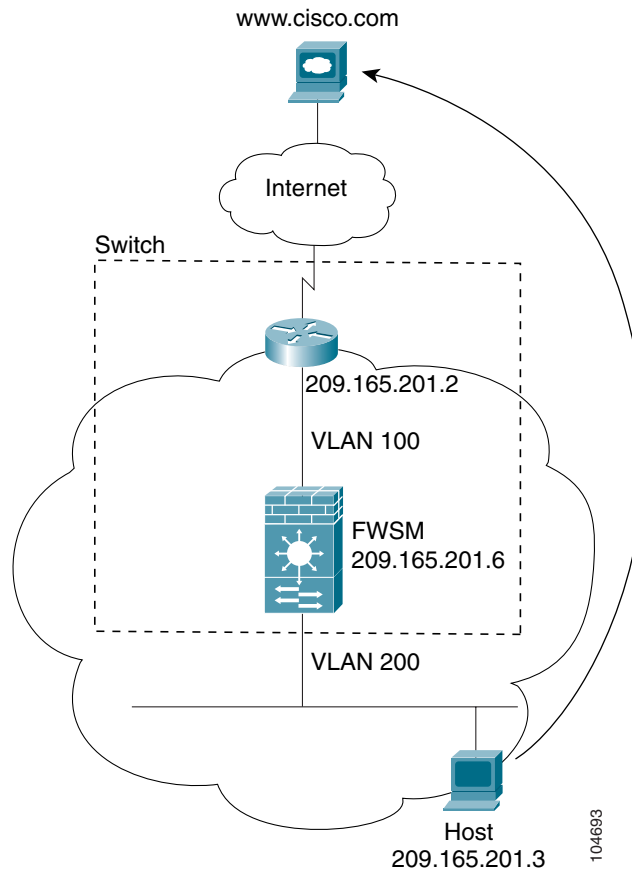 www.cisco.com
Internet
Switch
209.165.201.2
VLAN 100
FWSM
209.165.201.6
VLAN 200
Host
209.165.201.3
104693